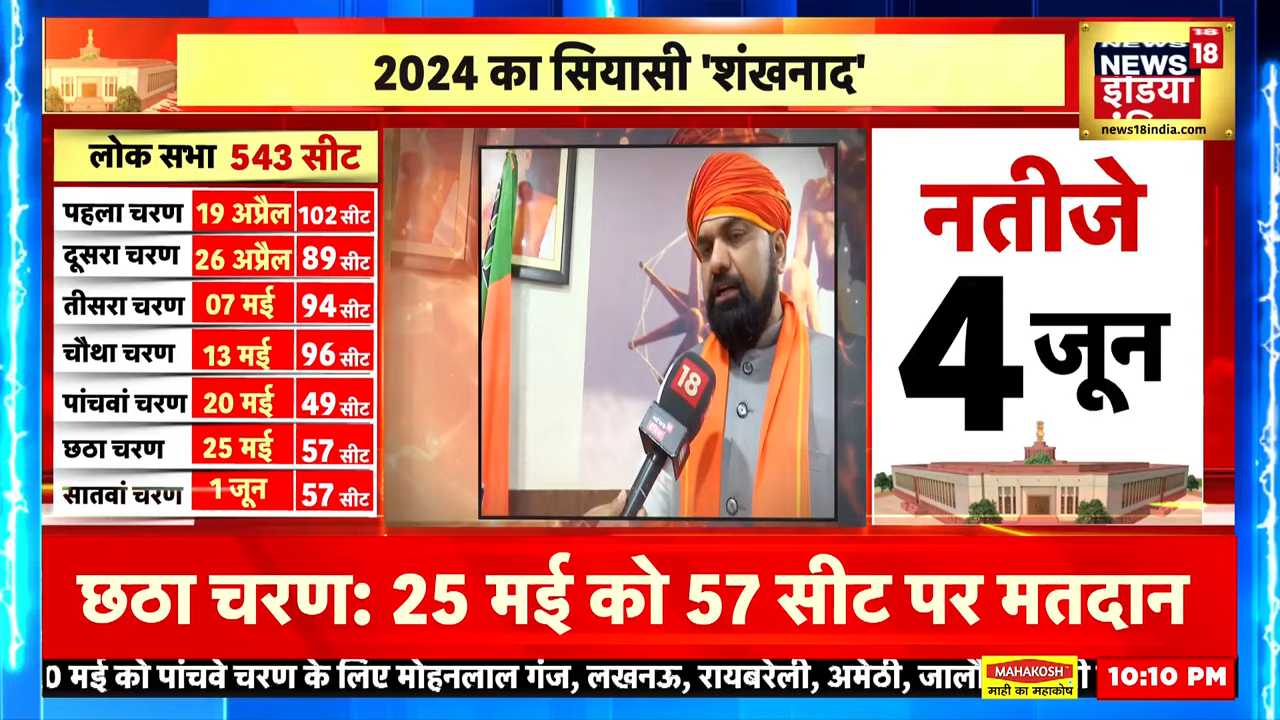 2024 का सियासी 'शंखनाद'
NEWS
18
NEWS
इंडिया
news18india.com
लोक सभा 543 सीट
पहला चरण 19 अप्रैल 102 सीट
दूसरा चरण 26 अप्रैल 89 सीट
तीसरा चरण 07 मई 94 सीट
चौथा चरण 13 मई 96 सीट
पांचवां चरण 20 मई 49 सीट
छठा चरण 25 मई 57 सीट
सातवां चरण 1 जून 57 सीट
18
नतीजे
4 जून
छठा चरण: 25 मई को 57 सीट पर मतदान
0 मई को पांचवे चरण के लिए मोहनलाल गंज, लखनऊ, रायबरेली, अमेठी,
MAHAKOSH
माही का महाकोष
10:10 PM